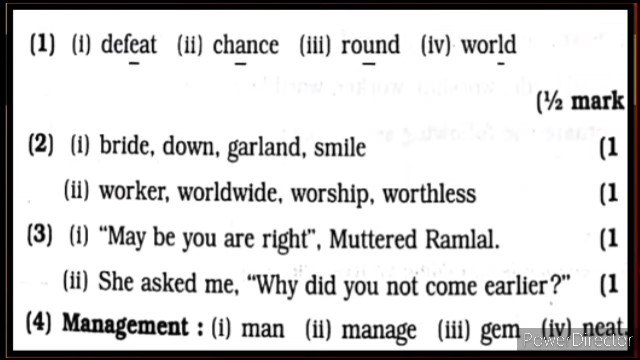 (1) (i) defeat (ii) chance (iii) round (iv) world
(½ mark
(2) (i) bride, down, garland, smile (1
(ii) worker, worldwide, worship, worthless (1
(3) (i) “May be you are right”, Muttered Ramlal. (1
(ii) She asked me, “Why did you not come earlier?” (1
(4) Management : (i) man (ii) manage (iii) gem (iv) neat.
PowerDirector